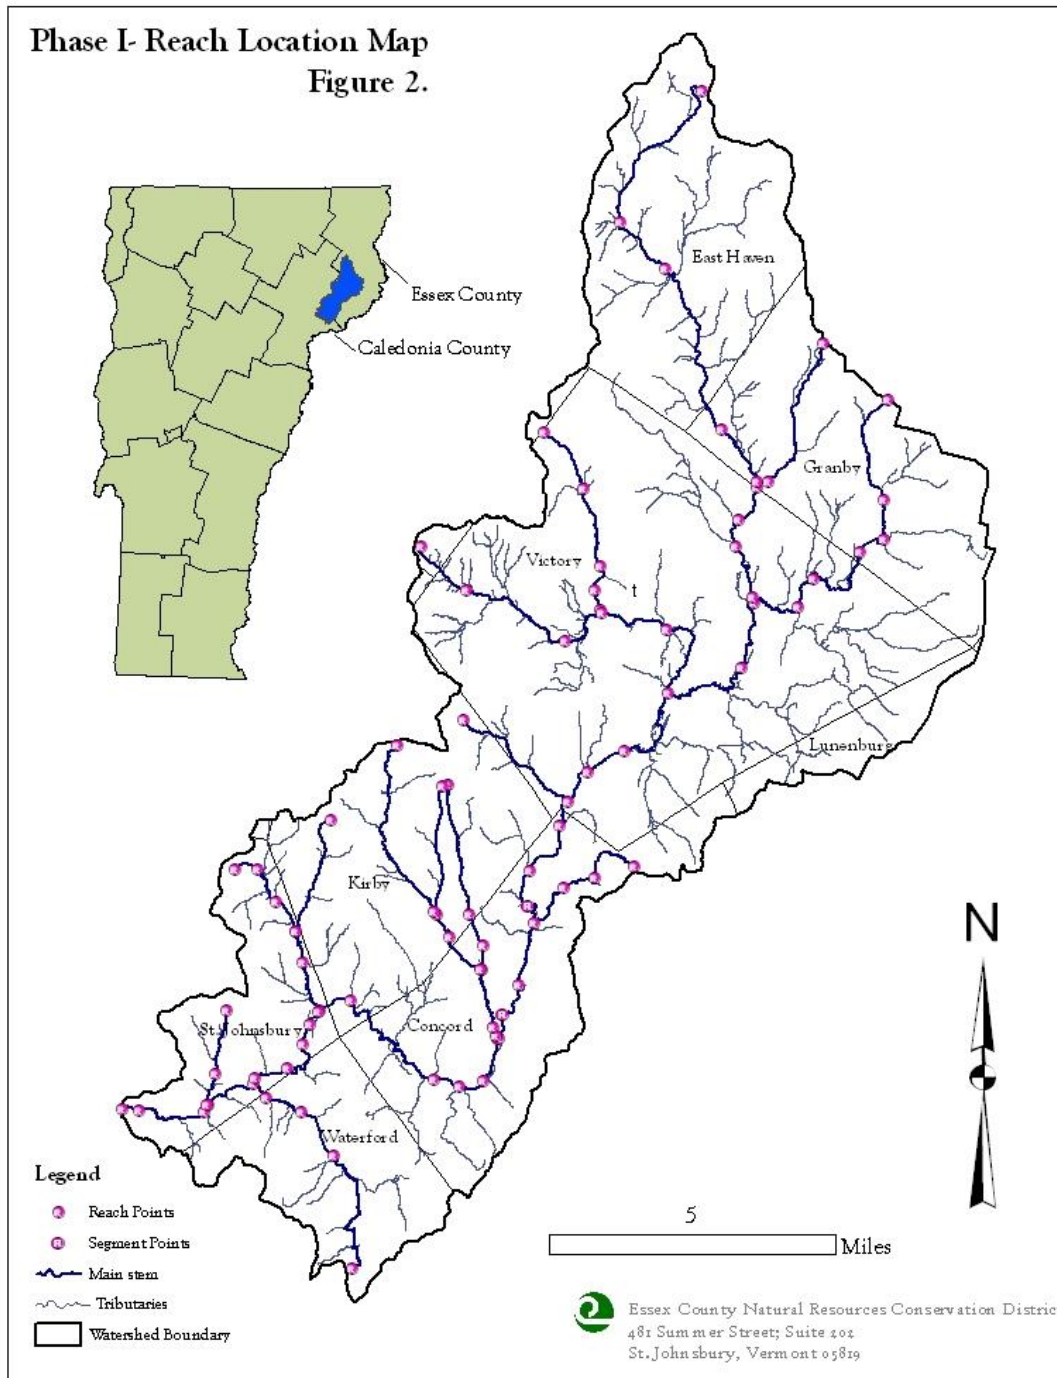 Phase I- Reach Location Map
Figure 2.
Essex County
Caledonia County
East Haven
Granby
Victory
t
Lunenburg
Kirby
St. Johnsbury
Concord
Waterford
N
Legend
Reach Points
Segment Points
Main stem
Tributaries
Watershed Boundary
5
Miles
Essex County Natural Resources Conservation Distric
481 Summer Street; Suite 202
St. Johnsbury, Vermont 05819